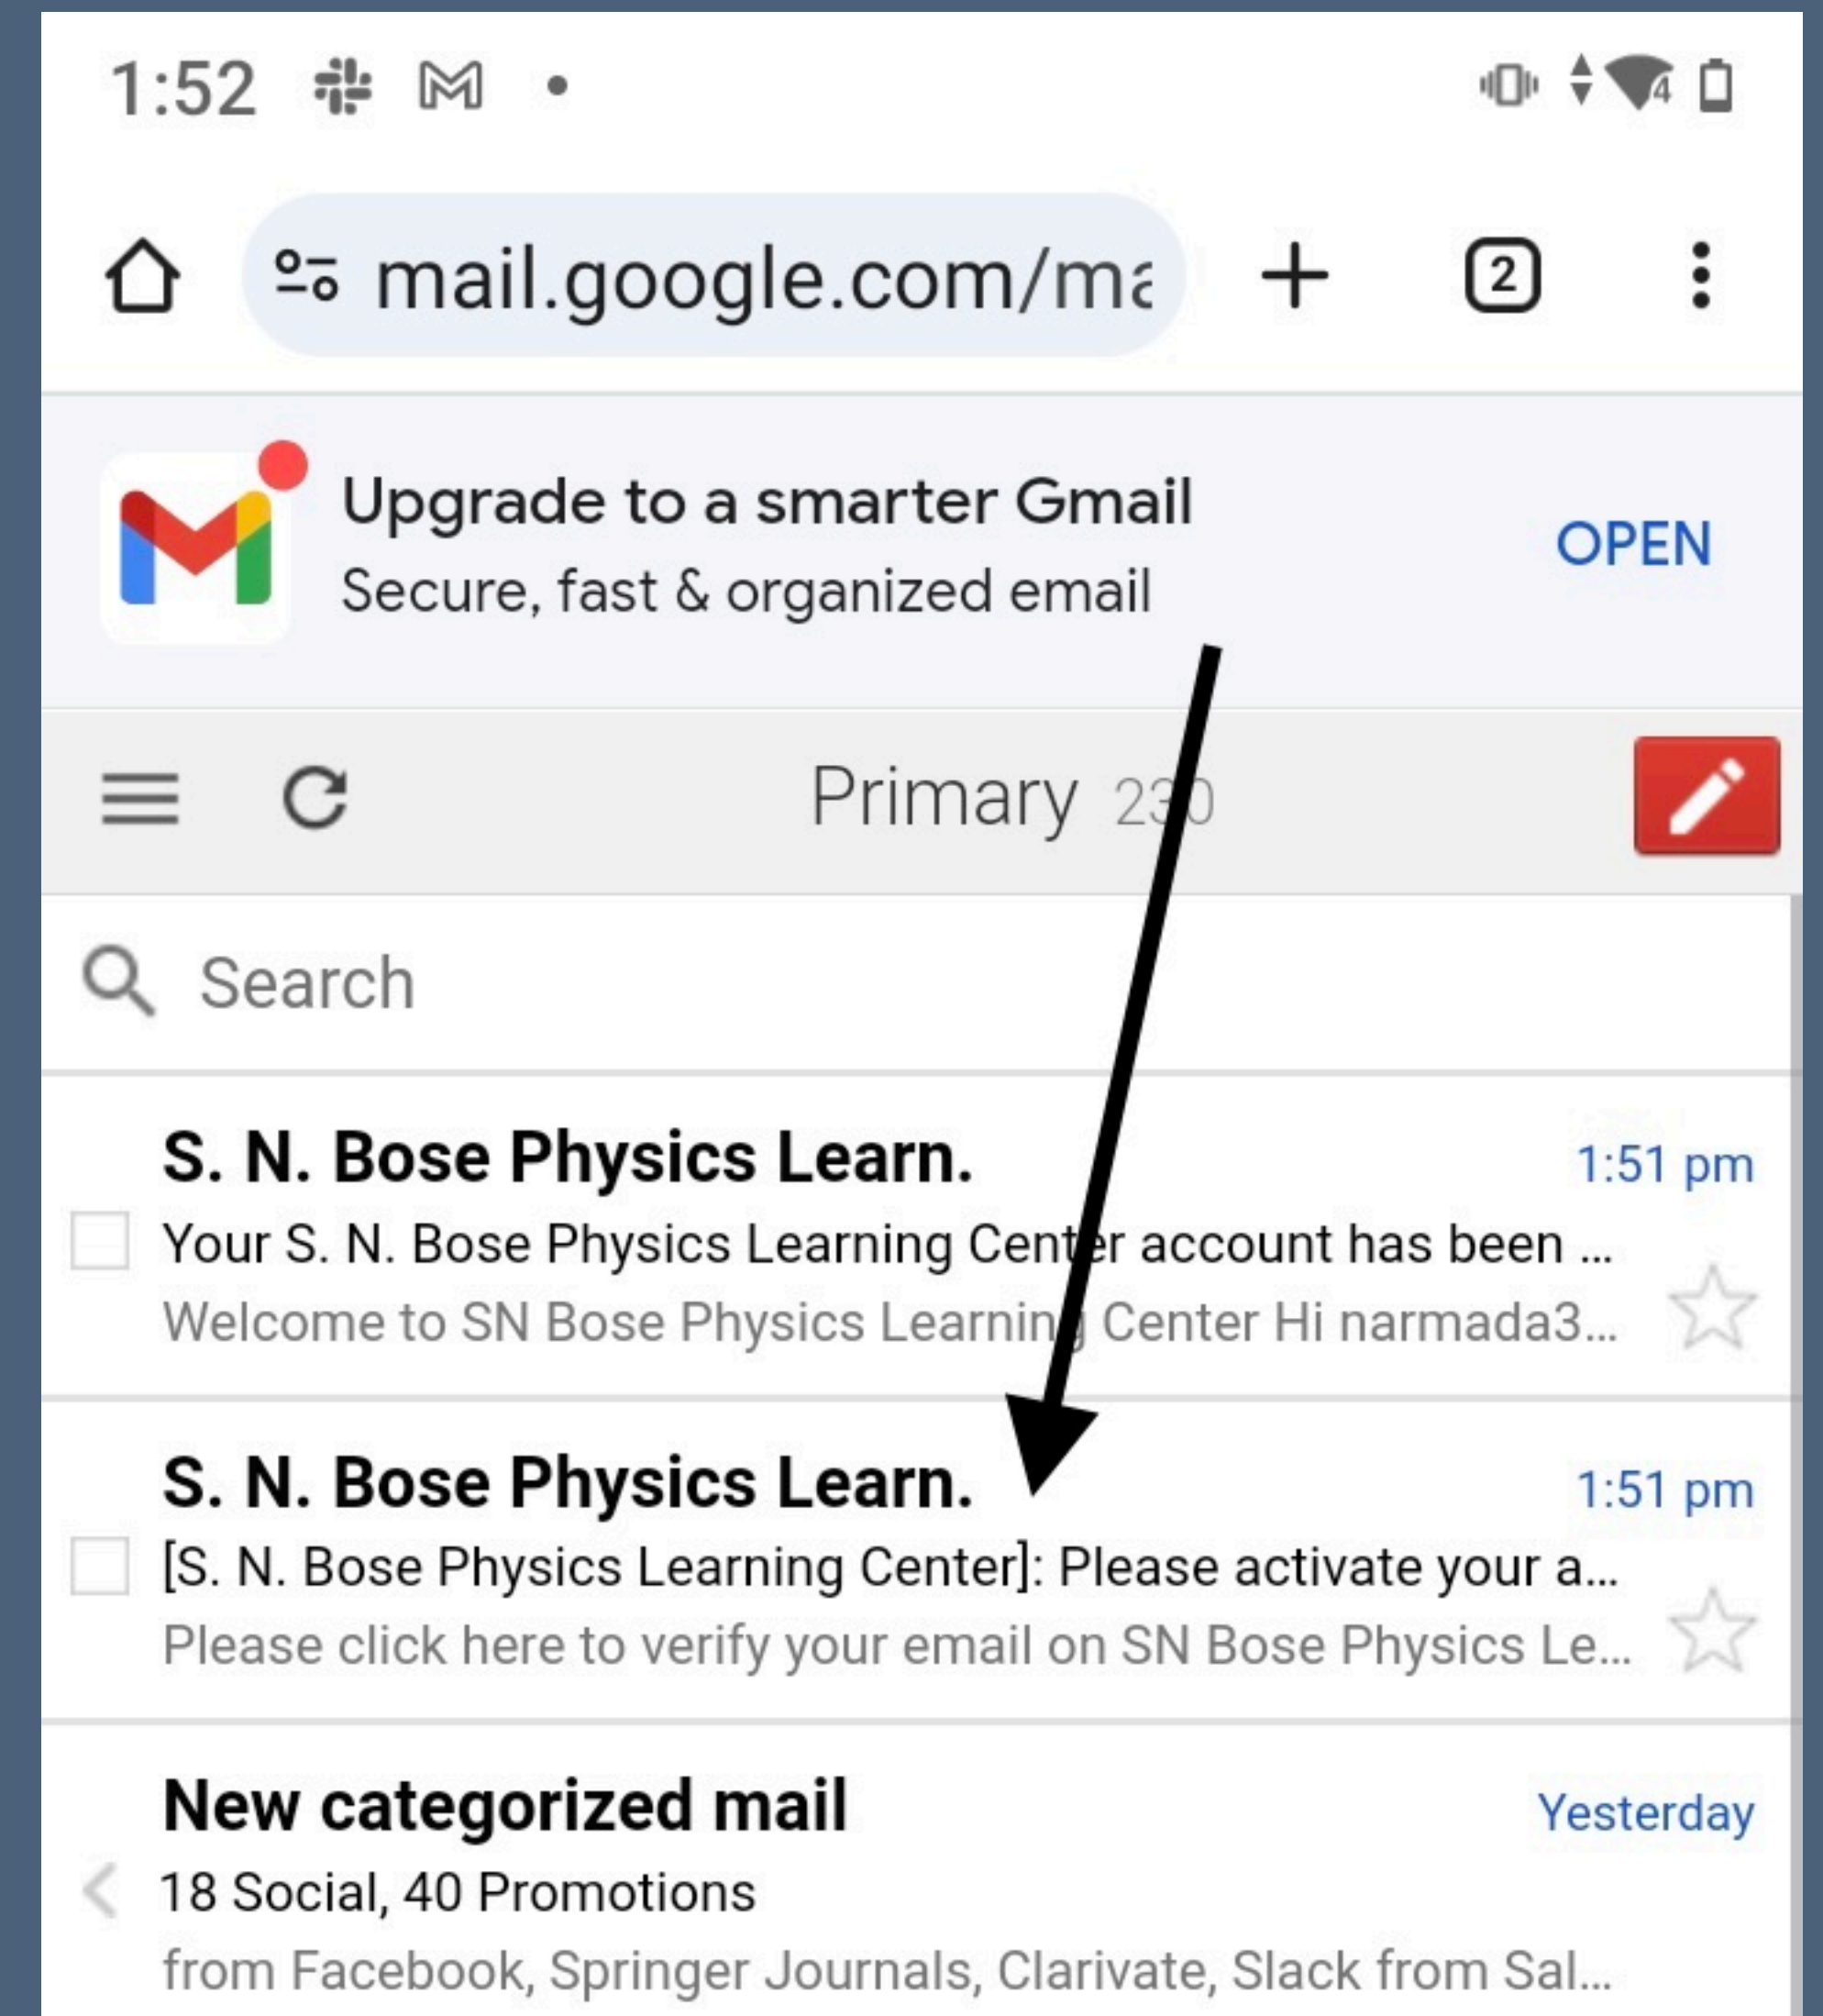 1:52
mail.google.com/ma
2
Upgrade to a smarter Gmail
Secure, fast & organized email
OPEN
Primary 230
Search
S. N. Bose Physics Learn.
1:51 pm
Your S. N. Bose Physics Learning Center account has been ...
Welcome to SN Bose Physics Learning Center Hi narmada3...
S. N. Bose Physics Learn.
1:51 pm
[S. N. Bose Physics Learning Center]: Please activate your a...
Please click here to verify your email on SN Bose Physics Le...
New categorized mail
Yesterday
18 Social, 40 Promotions
from Facebook, Springer Journals, Clarivate, Slack from Sal...